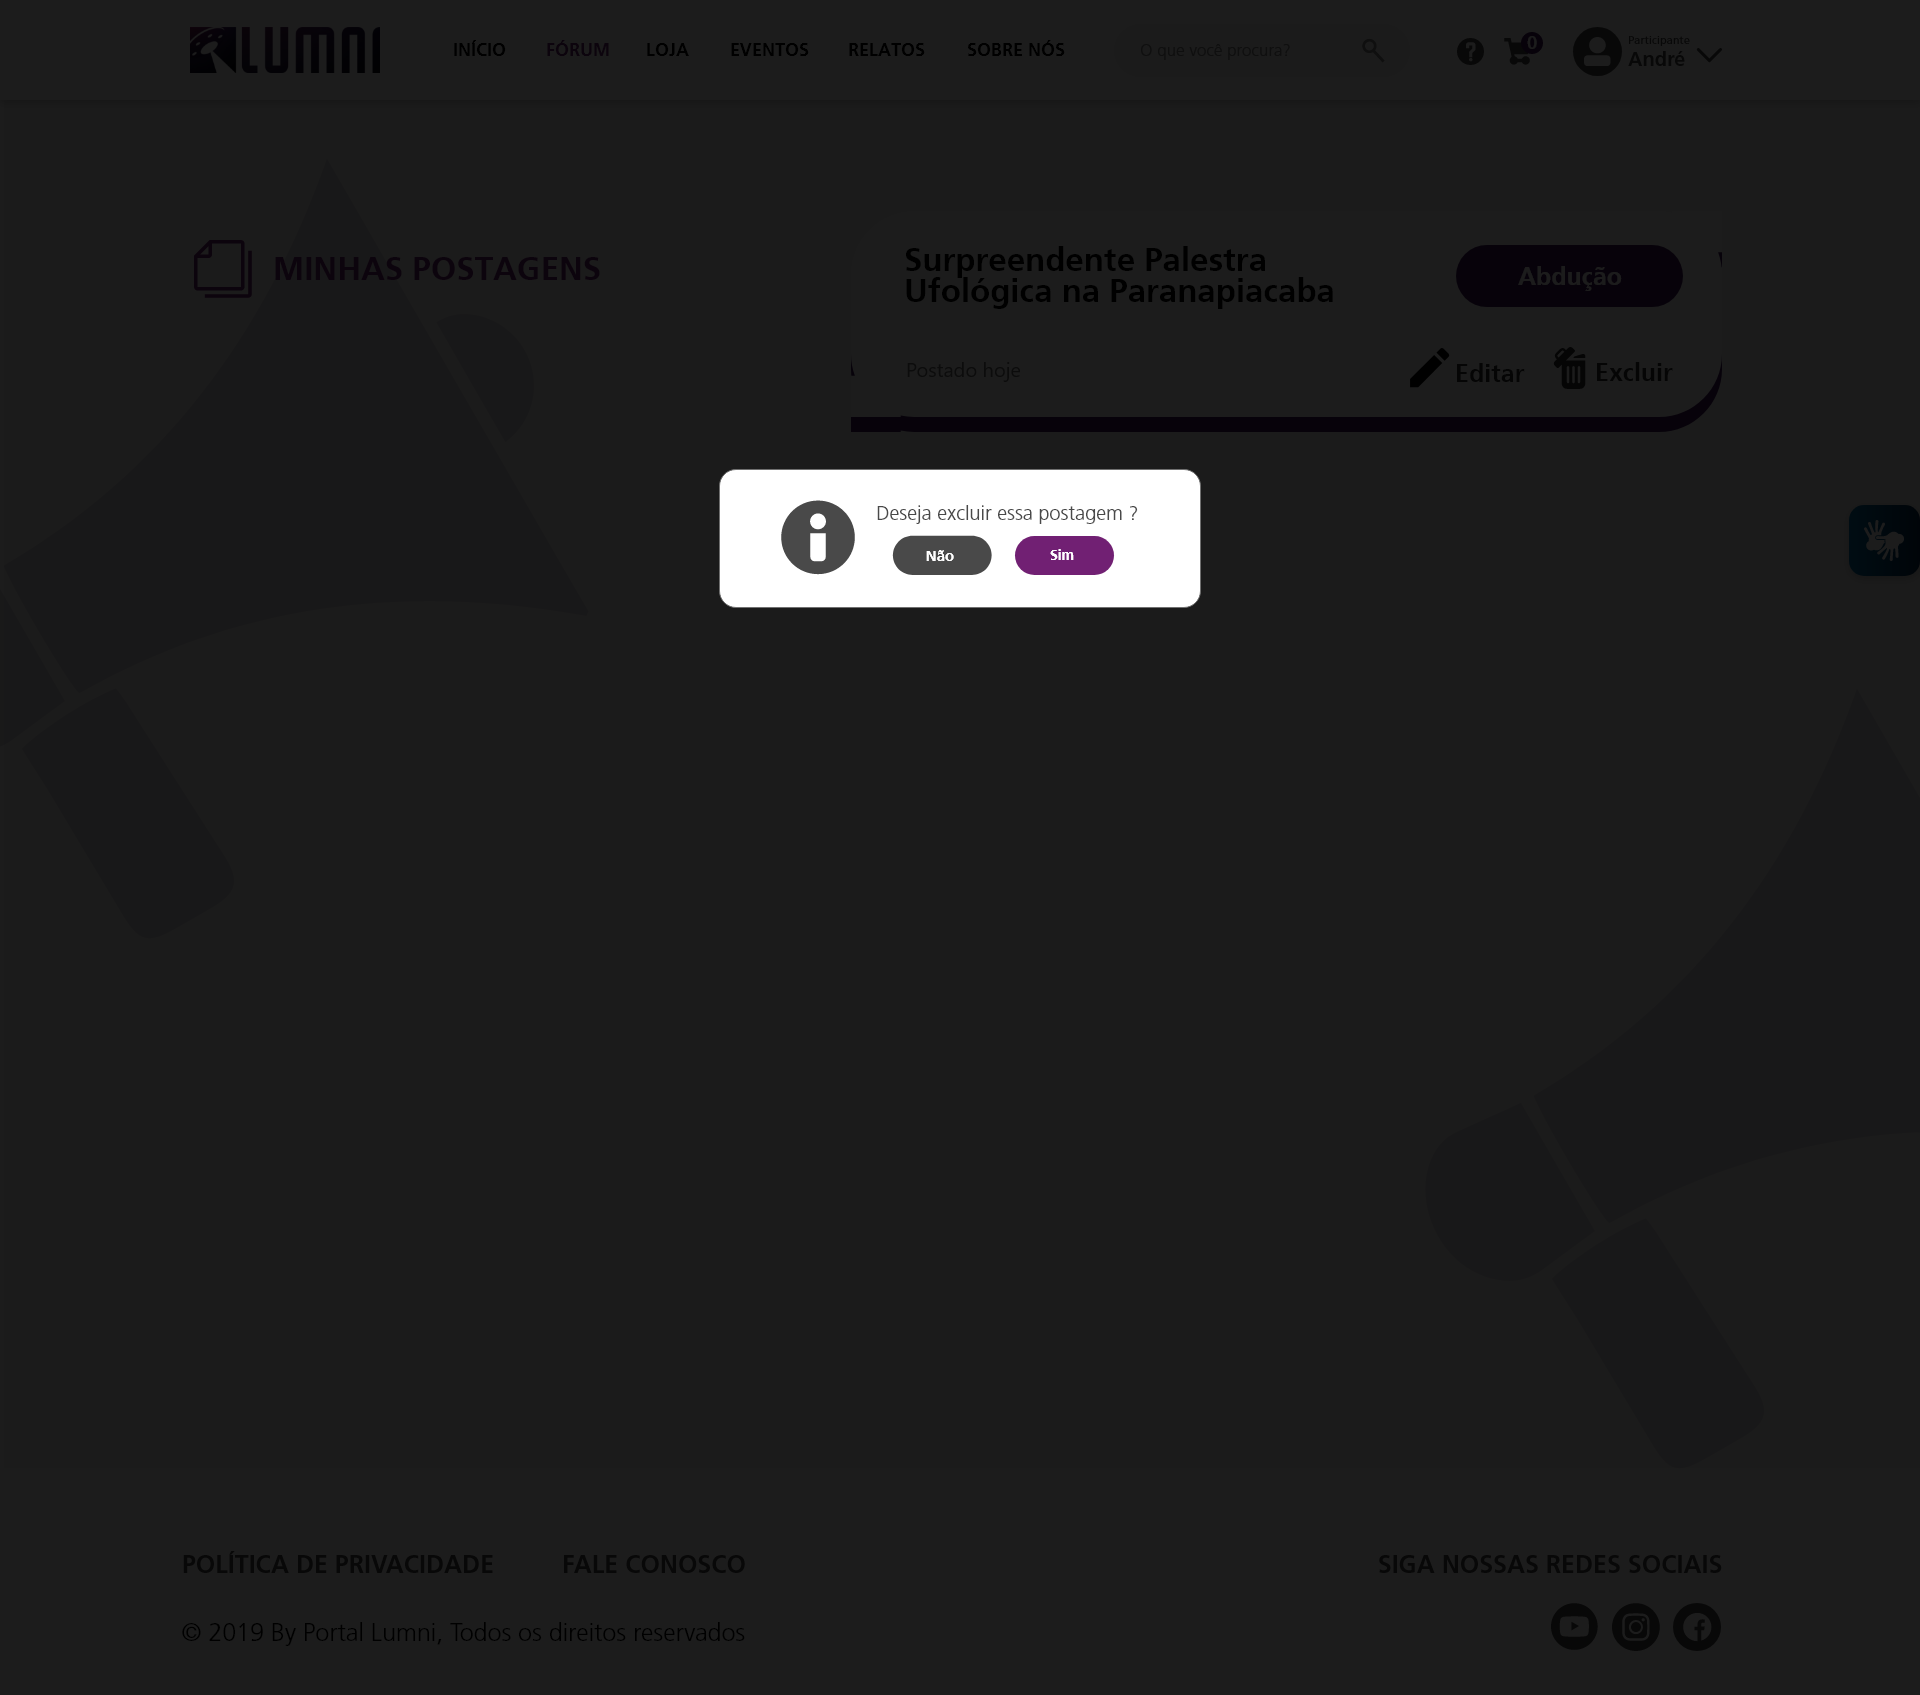 LUMNI
INÍCIO FÓRUM LOJA EVENTOS RELATOS SOBRE NÓS
O que você procura?
0
Participante
André
MINHAS POSTAGENS
Surpreendente Palestra
Ufológica na Paranapiacaba
Abdução
Postado hoje
Editar
Excluir
Deseja excluir essa postagem ?
Não
Sim
POLÍTICA DE PRIVACIDADE FALE CONOSCO
SIGA NOSSAS REDES SOCIAIS
© 2019 By Portal Lumni, Todos os direitos reservados